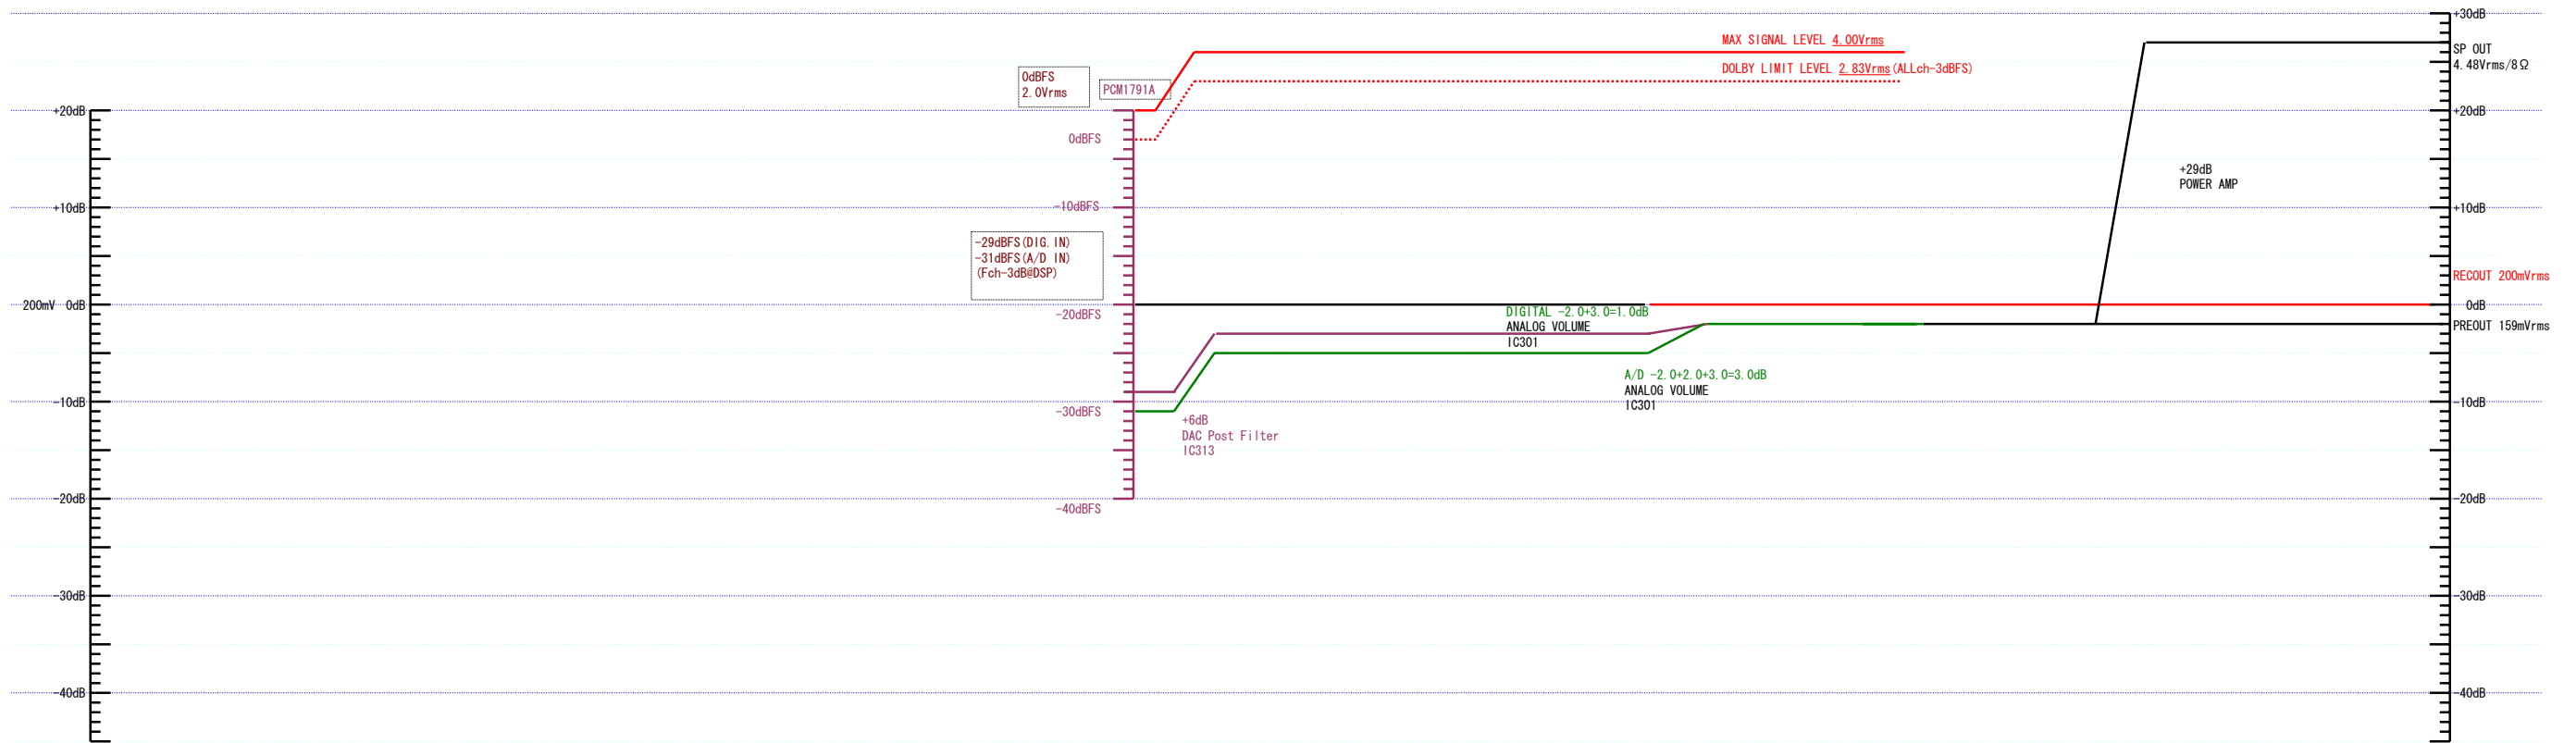 +30dB
MAX SIGNAL LEVEL 4.00Vrms
SP OUT
4.48Vrms/8Ω
DOLBY LIMIT LEVEL 2.83Vrms(ALLch-3dBFS)
0dBFS
2.0Vrms
PCM1791A
+20dB
+20dB
0dBFS
+29dB
POWER AMP
+10dB
-10dBFS
+10dB
-29dBFS(DIG.IN)
-31dBFS(A/D IN)
(Fch-3dB@DSP)
RECOUT 200mVrms
200mV 0dB
0dB
-20dBFS
DIGITAL -2.0+3.0=1.0dB
ANALOG VOLUME
IC301
PREOUT 159mVrms
A/D -2.0+2.0+3.0=3.0dB
ANALOG VOLUME
IC301
-10dB
-10dB
-30dBFS
+6dB
DAC Post Filter
IC313
-20dB
-20dB
-40dBFS
-30dB
-30dB
-40dB
-40dB